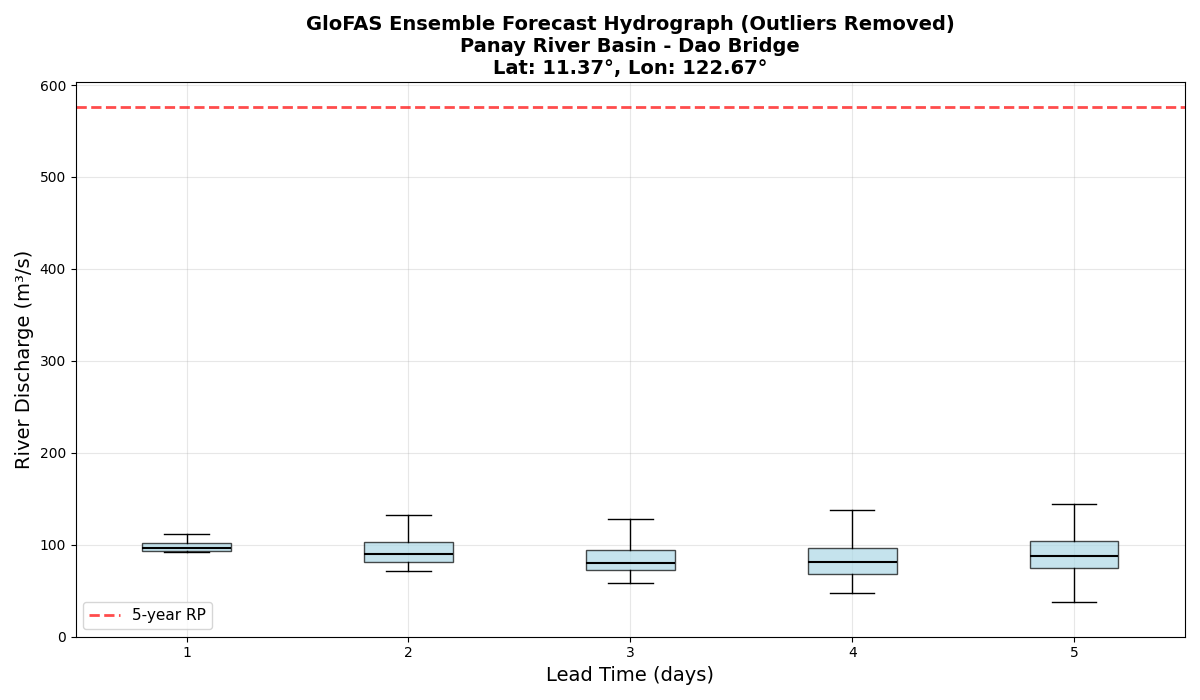 GloFAS Ensemble Forecast Hydrograph (Outliers Removed)
Panay River Basin - Dao Bridge
Lat: 11.37°, Lon: 122.67°
River Discharge (m³/s)
600
500
400
300
200
100
0
5-year RP
1 2 3 4 5
Lead Time (days)